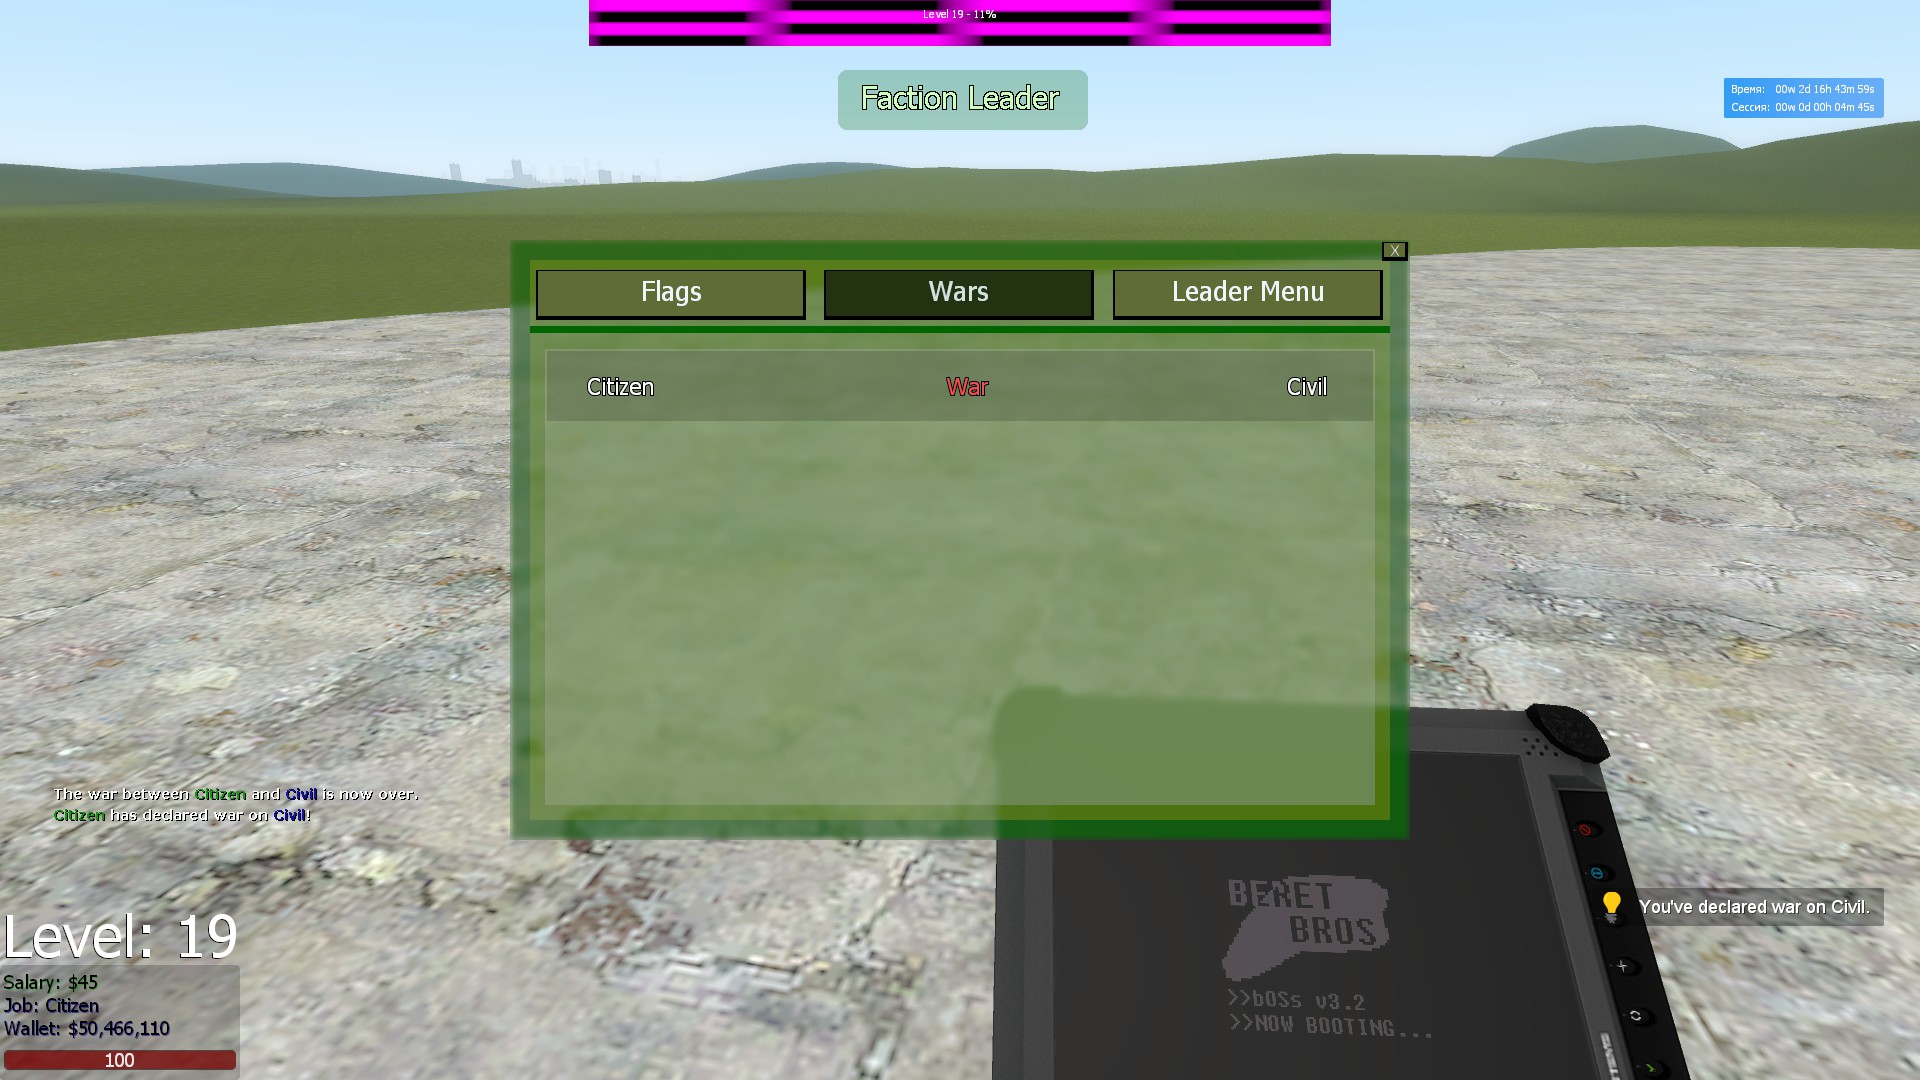 Level 19 - 11%
Faction Leader
Время: 00w 2d 16h 43m 59s
Сессия: 00w 0d 00h 04m 45s
X
Flags Wars Leader Menu
Citizen War Civil
The war between Citizen and Civil is now over.
Citizen has declared war on Civil!
You've declared war on Civil.
BERET
BROS
>>bOSs v3.2
>>NOW BOOTING...
Level: 19
Salary: $45
Job: Citizen
Wallet: $50,466,110
100